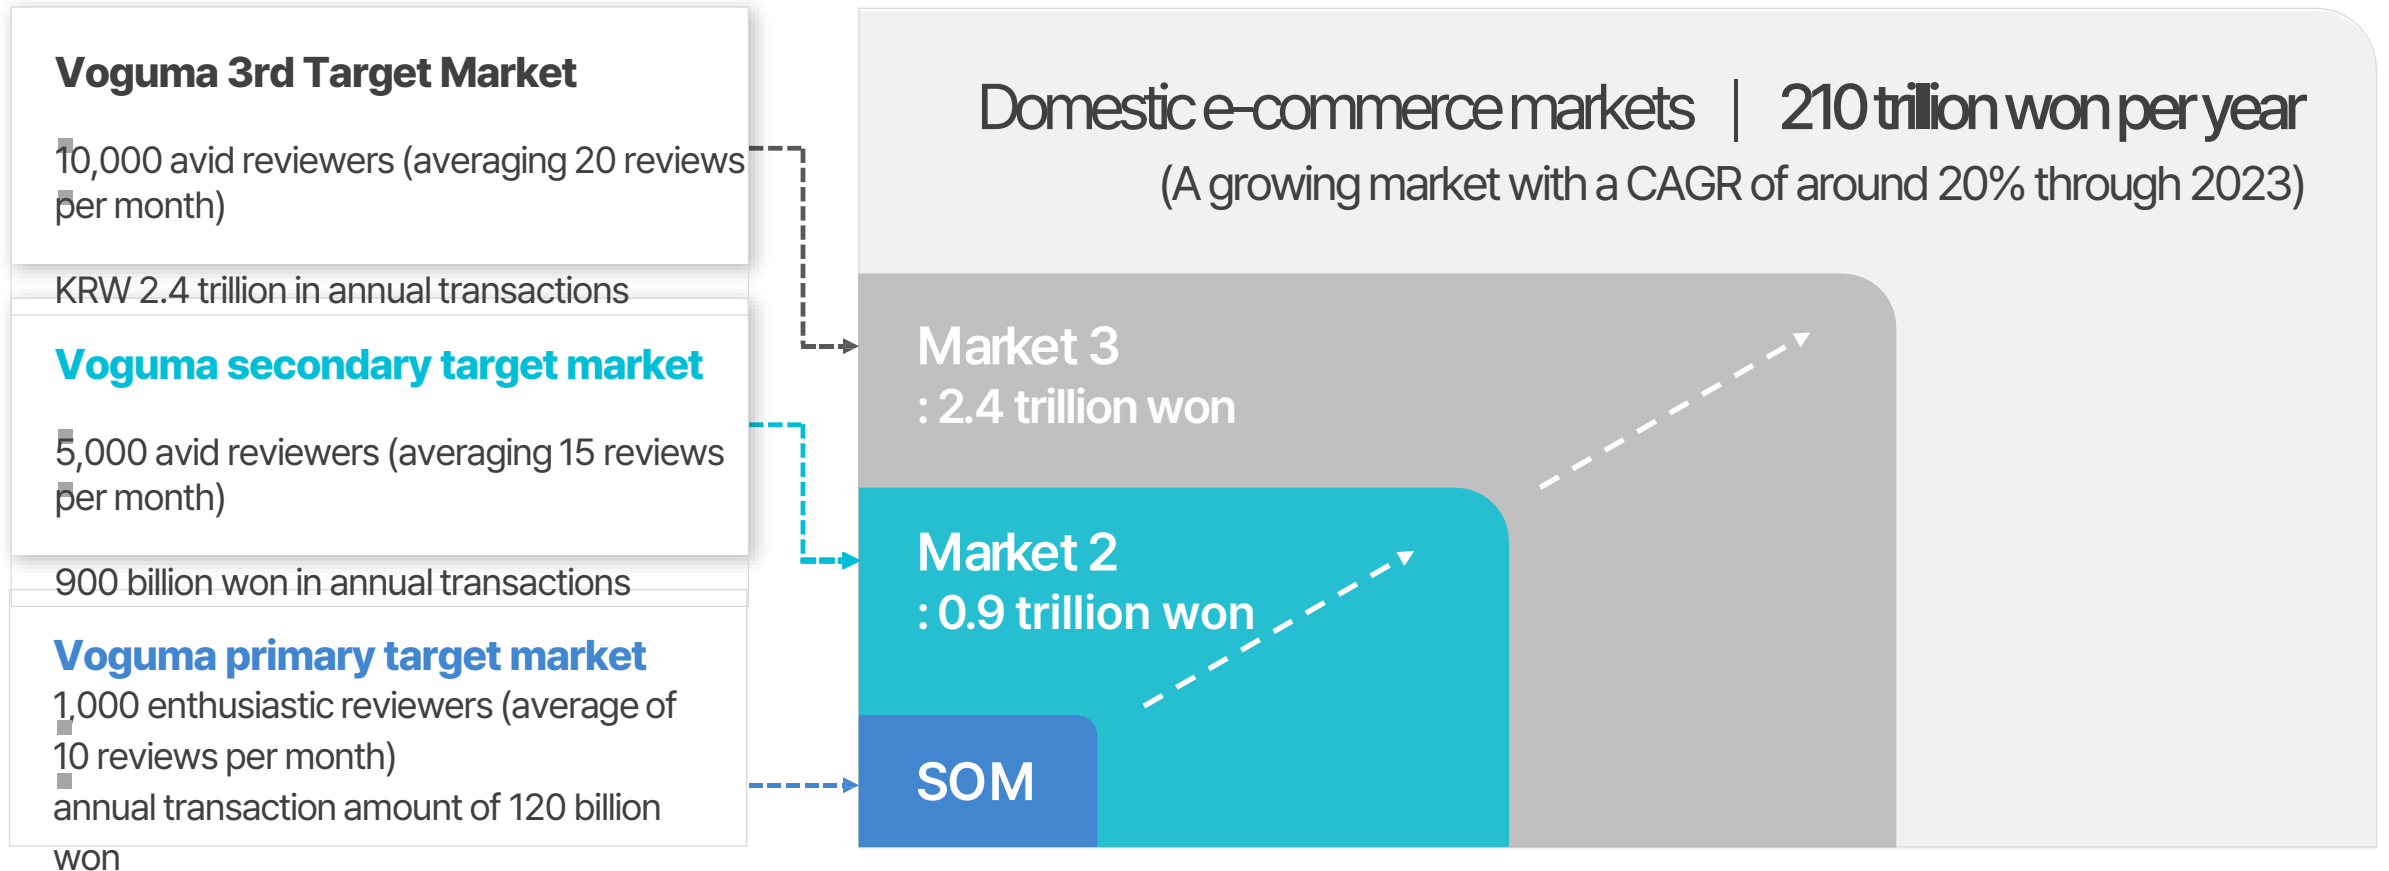 Voguma 3rd Target Market
10,000 avid reviewers (averaging 20 reviews
per month)
KRW 2.4 trillion in annual transactions
Voguma secondary target market
5,000 avid reviewers (averaging 15 reviews
per month)
900 billion won in annual transactions
Voguma primary target market
1,000 enthusiastic reviewers (average of
10 reviews per month)
annual transaction amount of 120 billion
won
Domestic e-commerce markets | 210 trillion won per year
(A growing market with a CAGR of around 20% through 2023)
Market 3
: 2.4 trillion won
Market 2
: 0.9 trillion won
SOM